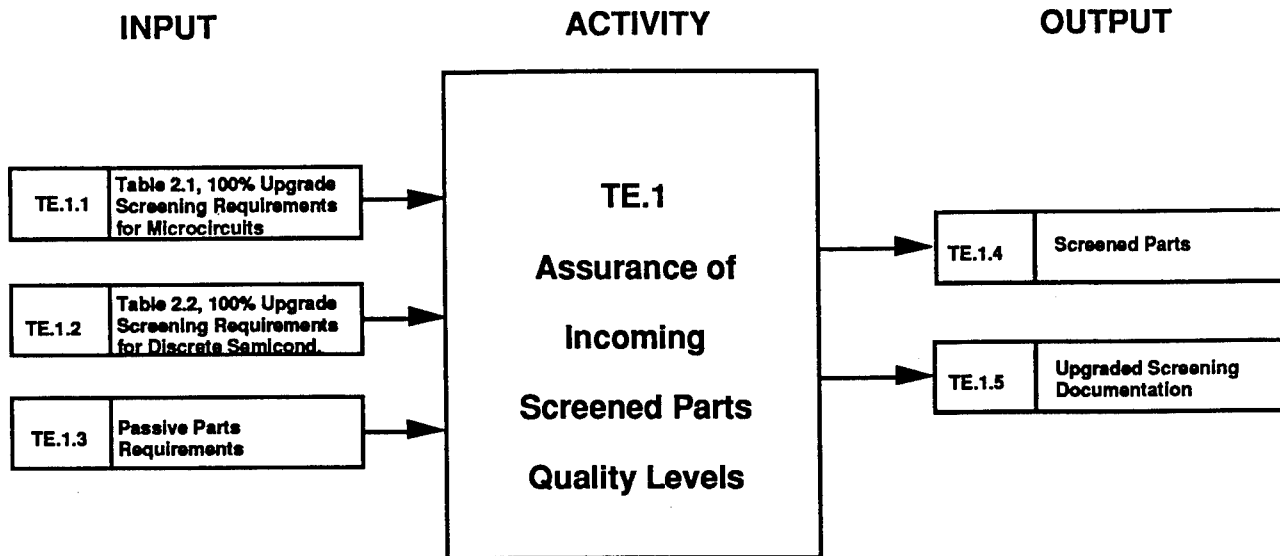 INPUT
ACTIVITY
OUTPUT
TE.1.1
Table 2.1, 100% Upgrade
Screening Requirements
for Microcircuits
TE.1.2
Table 2.2, 100% Upgrade
Screening Requirements
for Discrete Semicond.
TE.1.3
Passive Parts
Requirements
TE.1
Assurance of
Incoming
Screened Parts
Quality Levels
TE.1.4
Screened Parts
TE.1.5
Upgraded Screening
Documentation